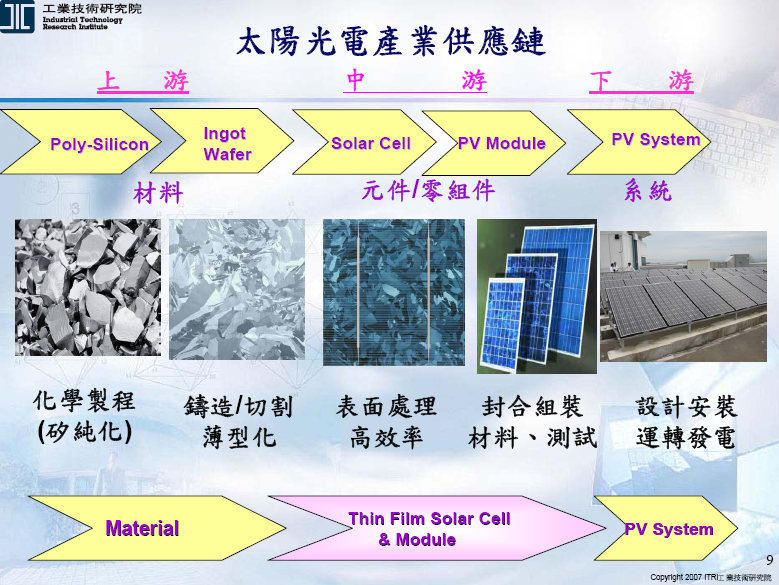 工業技術研究院
Industrial Technology
Research Institute
太陽光電產業供應鏈
上 游
中 游
下 游
Poly-Silicon
Ingot
Wafer
Solar Cell
PV Module
PV System
材料
元件/零組件
系統
化學製程
(矽純化)
鑄造/切割
薄型化
表面處理
高效率
封合組裝
材料、測試
設計安裝
運轉發電
Material
Thin Film Solar Cell
& Module
PV System
9
Copyright 2007 ITRI工業技術研究院